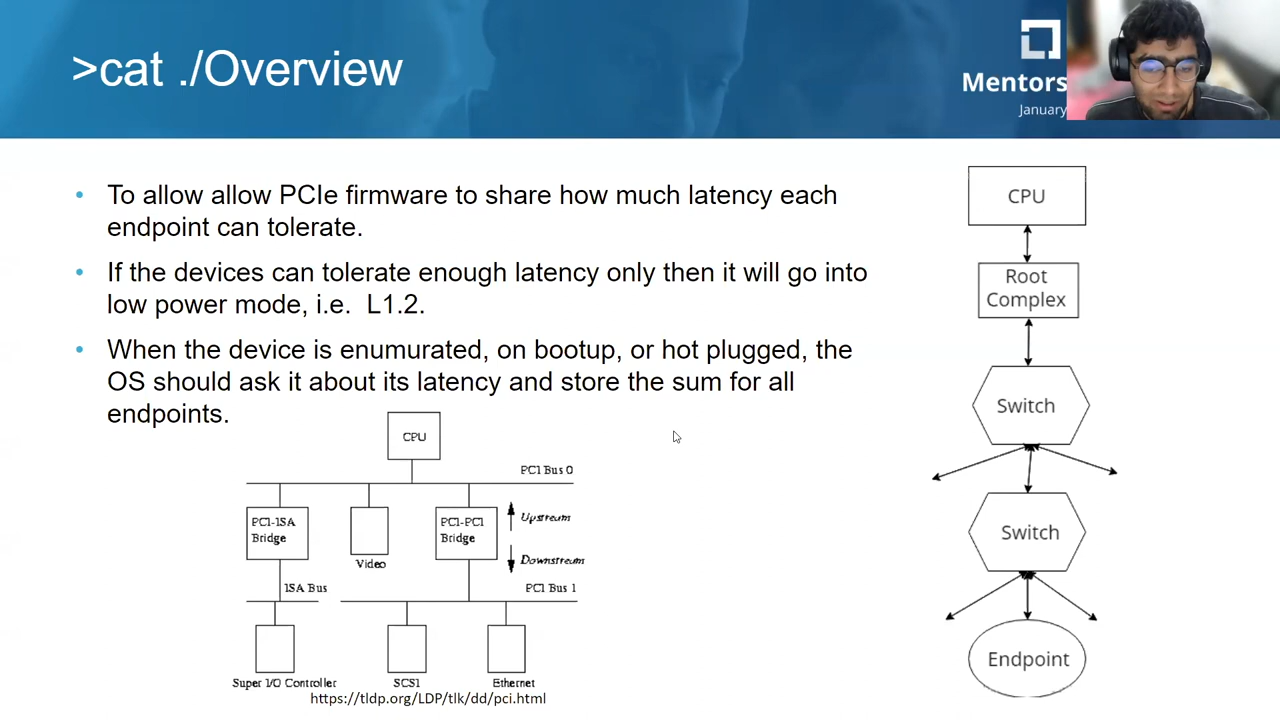 >cat ./Overview
Mentors
January
To allow allow PCIe firmware to share how much latency each
endpoint can tolerate.
If the devices can tolerate enough latency only then it will go into
low power mode, i.e. L1.2.
When the device is enumurated, on bootup, or hot plugged, the
OS should ask it about its latency and store the sum for all
endpoints.
CPU
PCI Bus 0
PCI-ISA
Bridge
Video
PCI-PCI
Bridge
Upstream
Downstream
ISA Bus
PCI Bus 1
Super I/O Controller
SCSI
Ethernet
https://tldp.org/LDP/tlk/dd/pci.html
CPU
Root
Complex
Switch
Switch
Endpoint